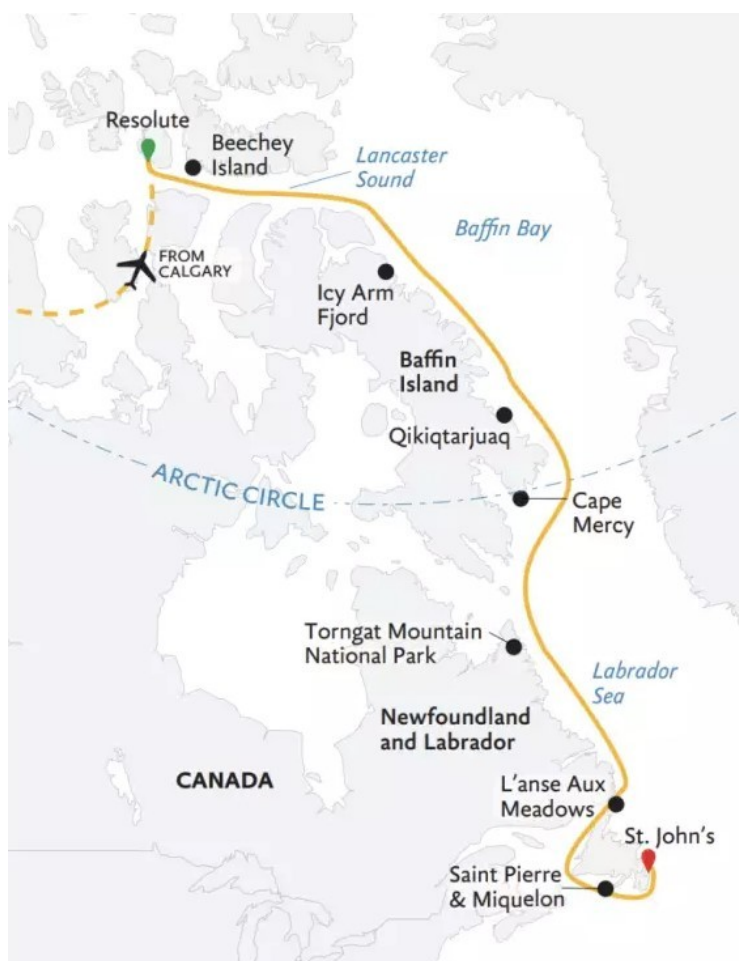 Resolute
Beechey
Island
Lancaster
Sound
Baffin Bay
FROM
CALGARY
Icy Arm
Fjord
Baffin
Island
Qikiqtarjuaq
ARCTIC CIRCLE
Cape
Mercy
Torngat Mountain
National Park
Labrador
Sea
Newfoundland
and Labrador
CANADA
L'anse Aux
Meadows
St. John's
Saint Pierre
& Miquelon